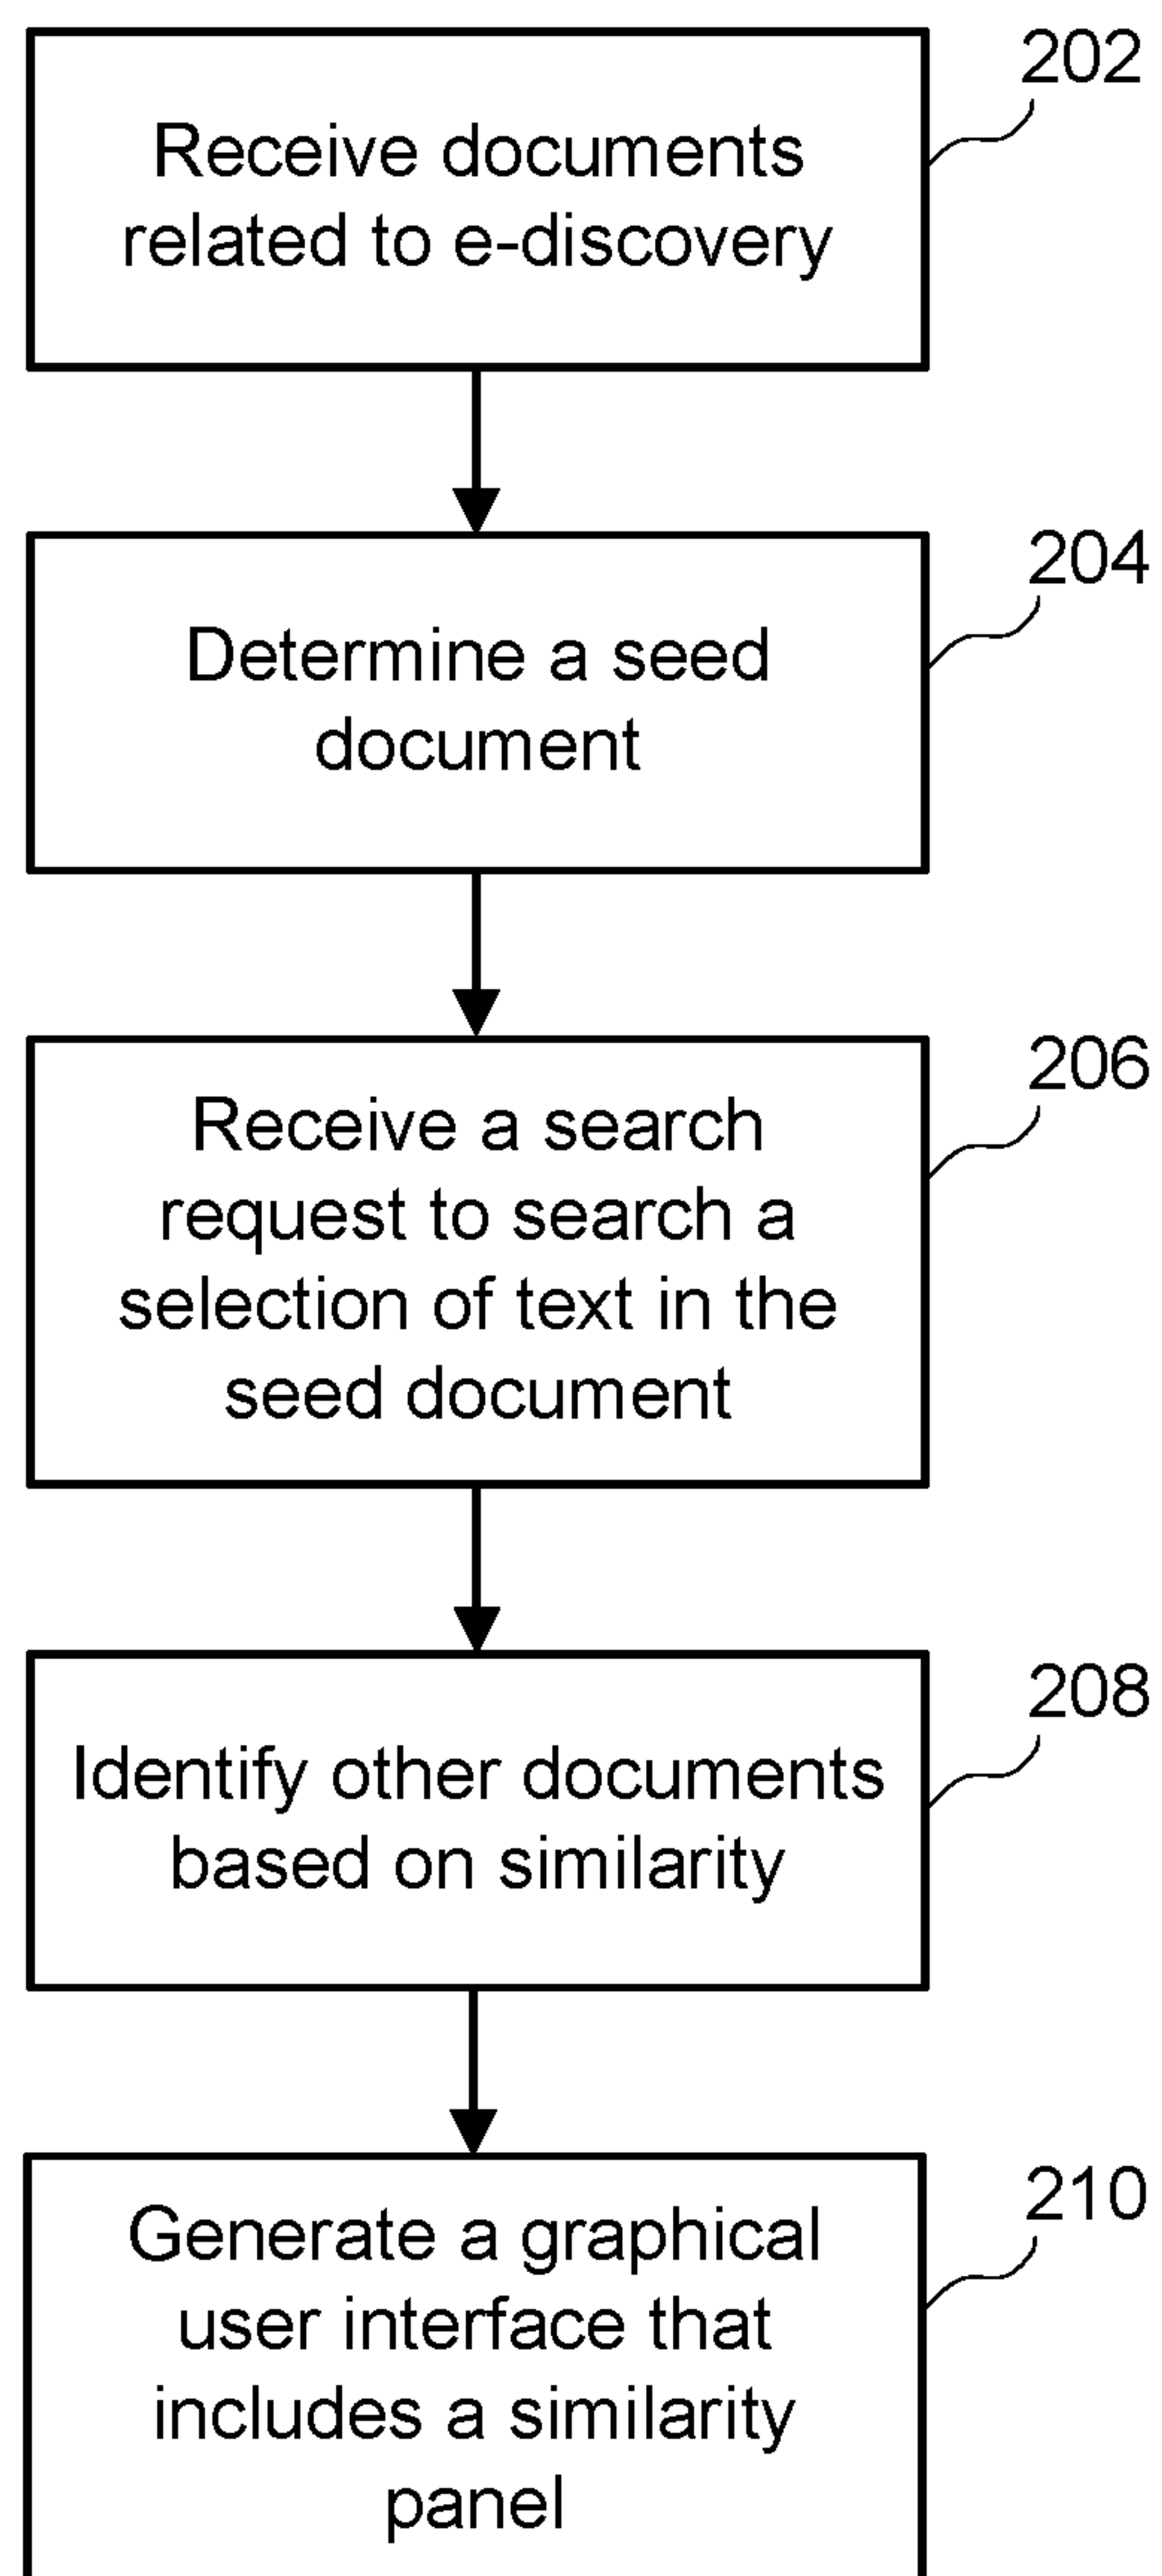 202
Receive documents
related to e-discovery
204
Determine a seed
document
206
Receive a search
request to search a
selection of text in the
seed document
208
Identify other documents
based on similarity
210
Generate a graphical
user interface that
includes a similarity
panel